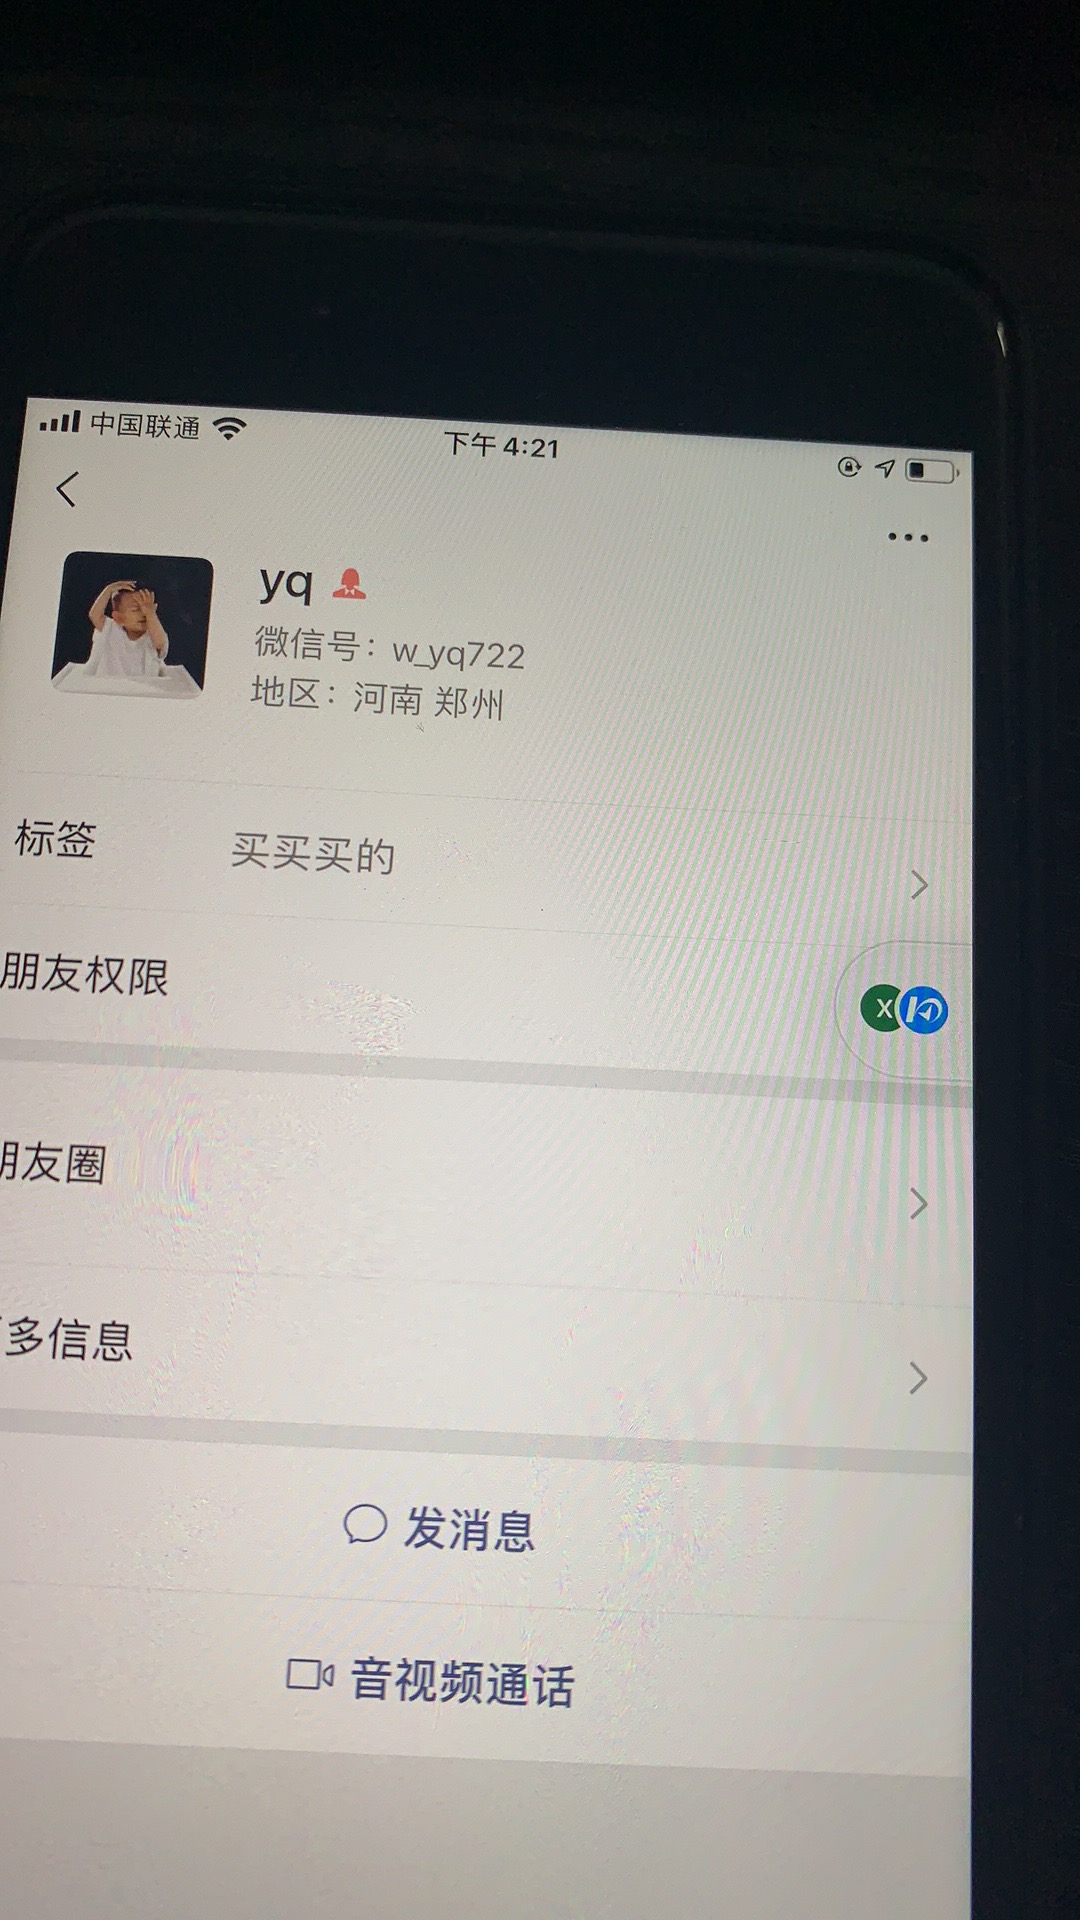 中国联通
下午4:21
yq
微信号：w_yq722
地区：河南 郑州
标签 买买买的
朋友权限
X
朋友圈
多信息
发消息
音视频通话